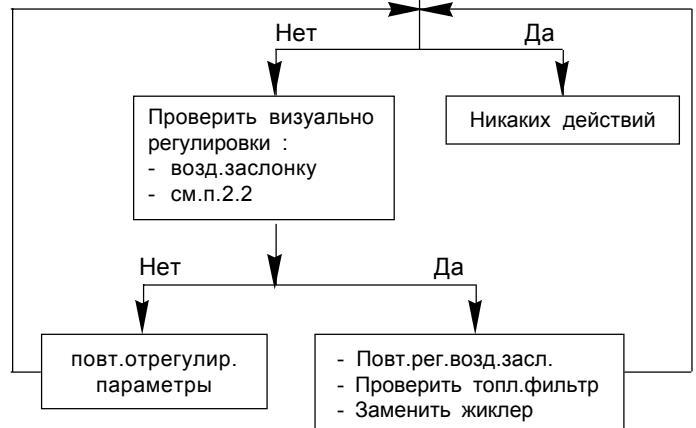 Нет
Да
Проверить визуально
регулировки :
- возд.заслонку
- см.п.2.2
Никаких действий
Нет
Да
повт.отрегулир.
параметры
- Повт.рег.возд.засл.
- Проверить топл.фильтр
- Заменить жиклер